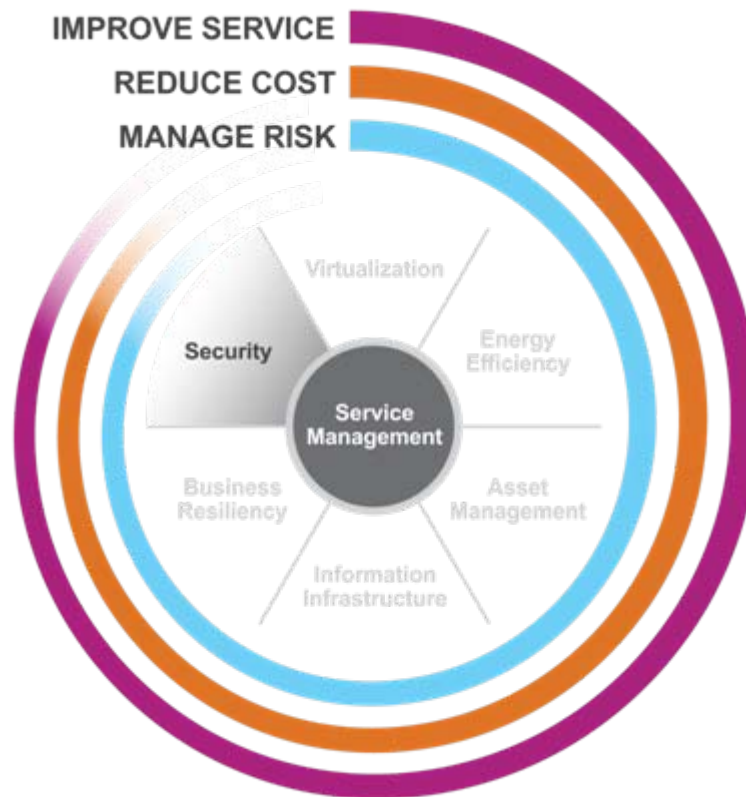 IMPROVE SERVICE
REDUCE COST
MANAGE RISK
Virtualization
Security
Energy
Efficiency
Service
Management
Business
Resiliency
Asset
Management
Information
Infrastructure